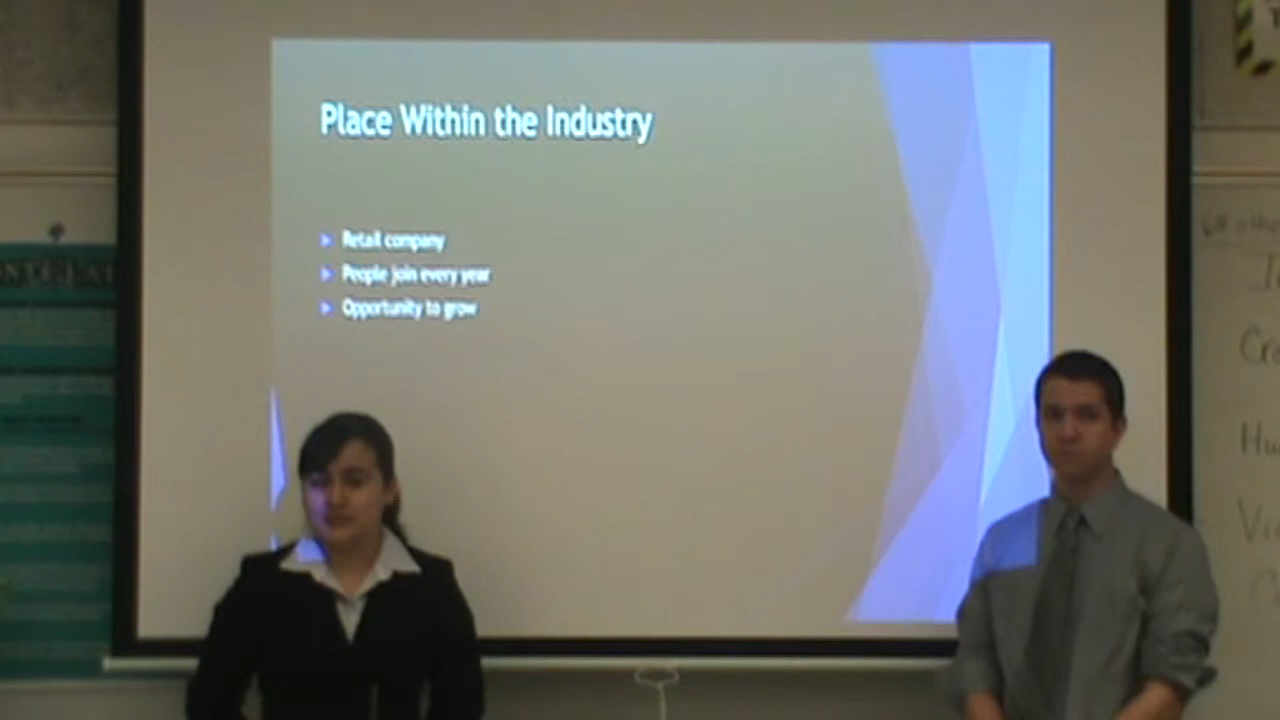 Place Within the Industry
Retail company
People join every year
Opportunity to grow